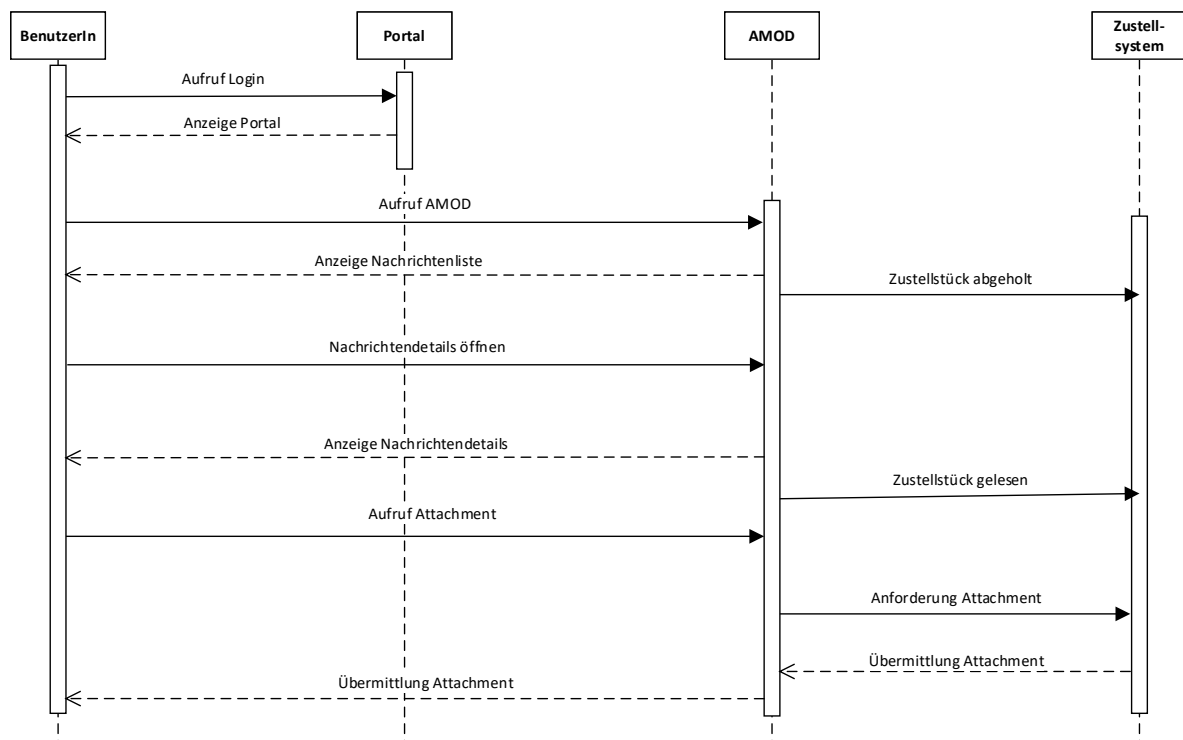 BenutzerIn
Portal
AMOD
Zustell-
system
Aufruf Login
Anzeige Portal
Aufruf AMOD
Anzeige Nachrichtenliste
Zustellstück abgeholt
Nachrichtendetails öffnen
Anzeige Nachrichtendetails
Zustellstück gelesen
Aufruf Attachment
Anforderung Attachment
Übermittlung Attachment
Übermittlung Attachment